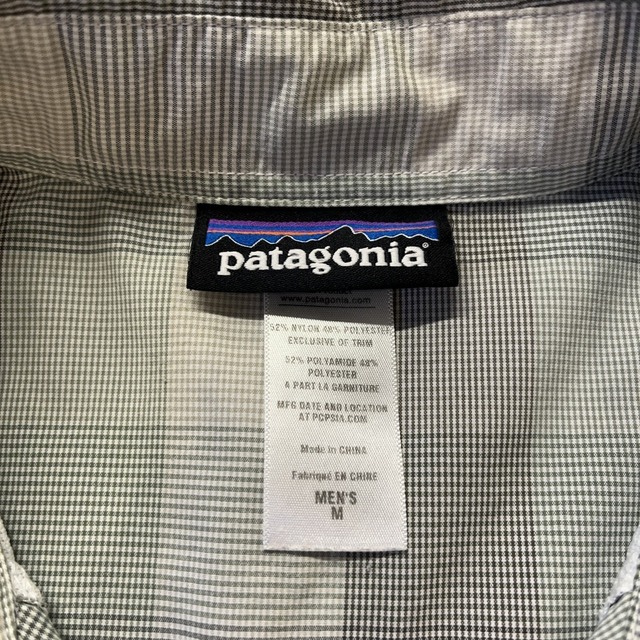 patagonia®
www.patagonia.com
52% NYLON 48% POLYESTER
EXCLUSIVE OF TRIM
52% POLYAMIDE 48%
POLYESTER
A PART LA GARNITURE
MFG DATE AND LOCATION
AT PCPSIA.COM
Made in CHINA
Fabriqué EN CHINE
MEN'S
M